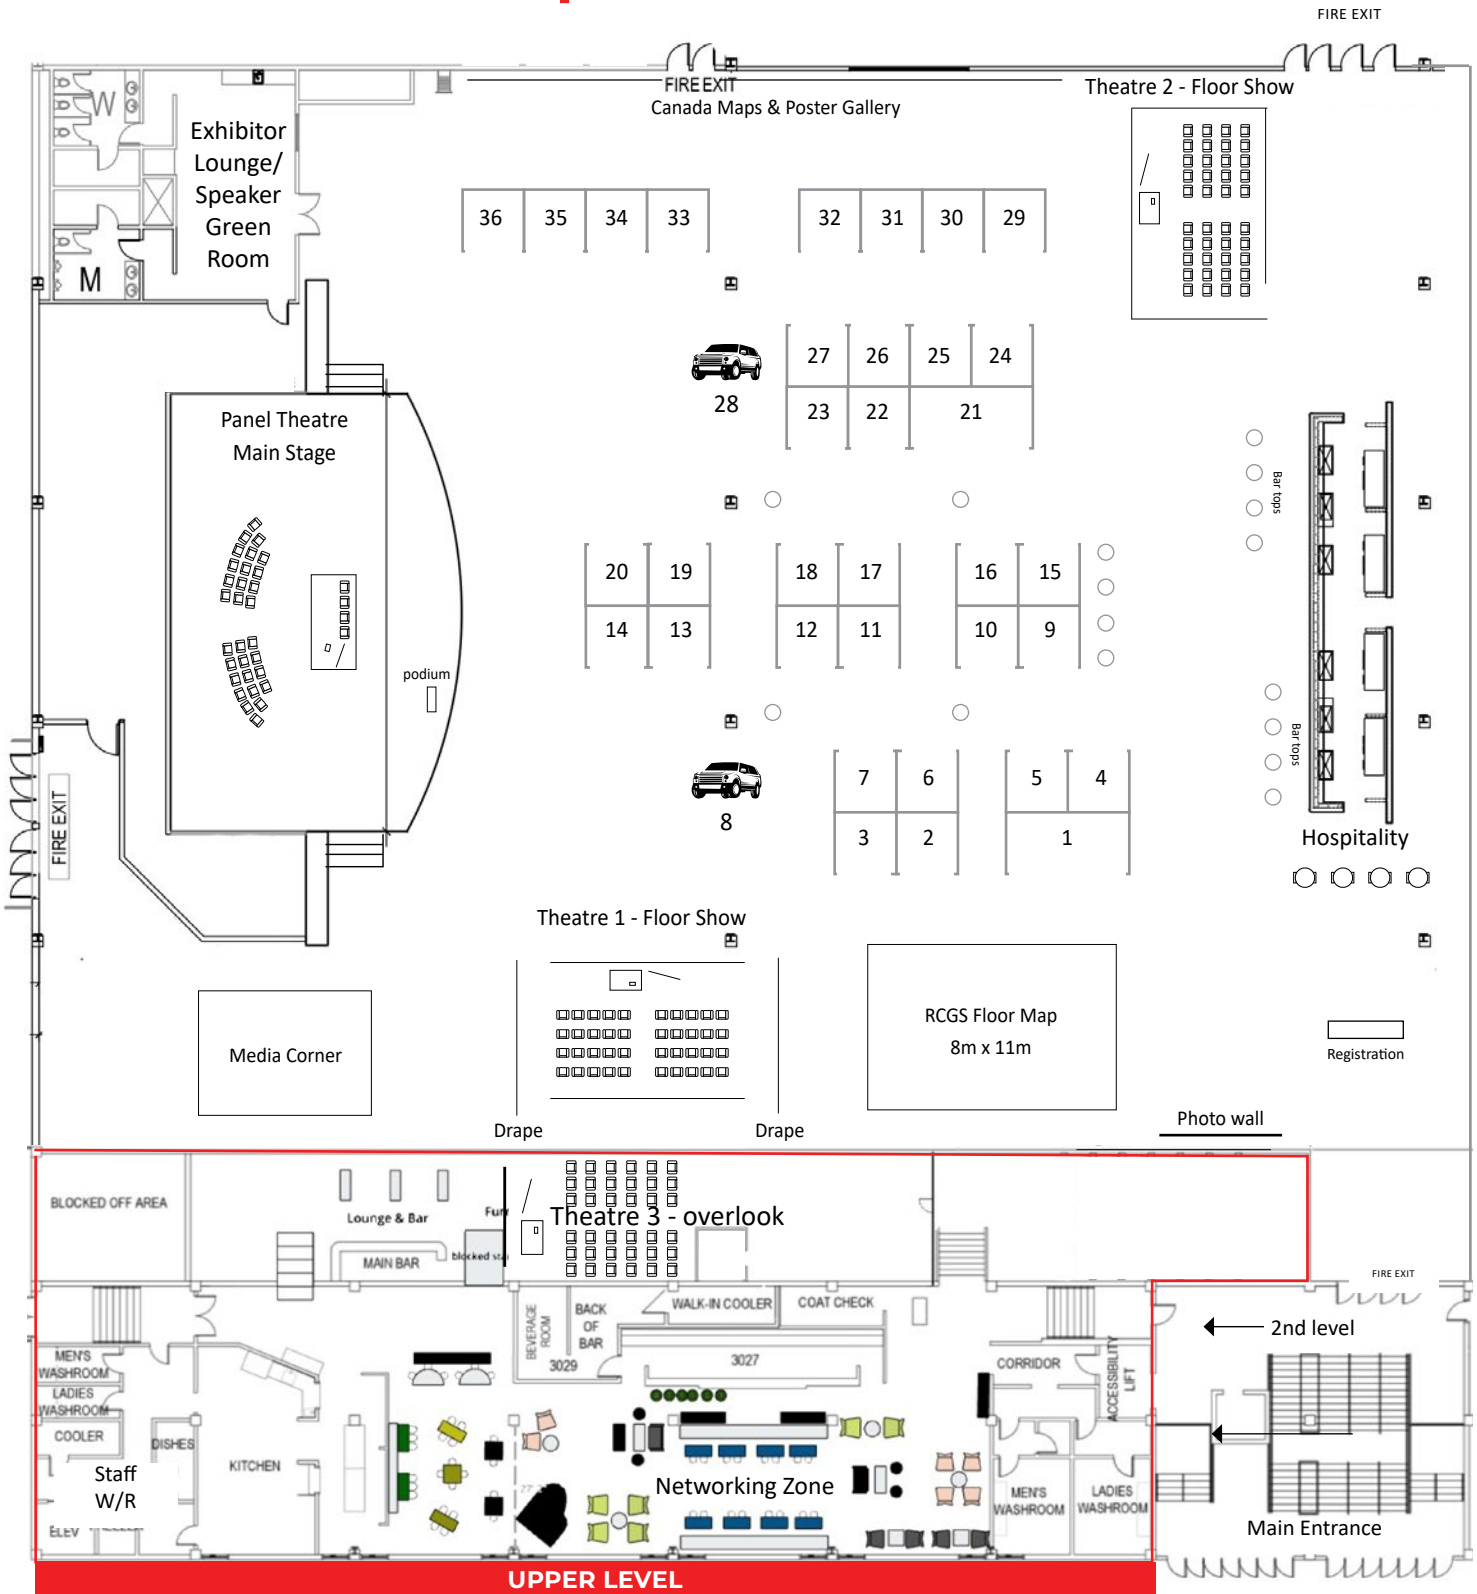 FIRE EXIT
FIRE EXIT
Canada Maps & Poster Gallery
Theatre 2 - Floor Show
W
Exhibitor
Lounge/
Speaker
Green
Room
M
36 35 34 33 32 31 30 29
28
27 26 25 24
23 22 21
Panel Theatre
Main Stage
podium
Bar tops
20 19 18 17 16 15
14 13 12 11 10 9
Bar tops
8
7 6 5 4
3 2 1
Hospitality
FIRE EXIT
Theatre 1 - Floor Show
Media Corner
RCGS Floor Map
8m x 11m
Registration
Drape
Drape
Photo wall
BLOCKED OFF AREA
Lounge & Bar
MAIN BAR
blocked
Theatre 3 - overlook
FIRE EXIT
2nd level
BEVERAGE
ROOM
3029
BACK
OF
BAR
WALK-IN COOLER
COAT CHECK
3027
CORRIDOR
ACCESSIBILITY
LIFT
MEN'S
WASHROOM
LADIES
WASHROOM
COOLER
DISHES
KITCHEN
Staff
W/R
ELEV
Networking Zone
MEN'S
WASHROOM
LADIES
WASHROOM
Main Entrance
UPPER LEVEL